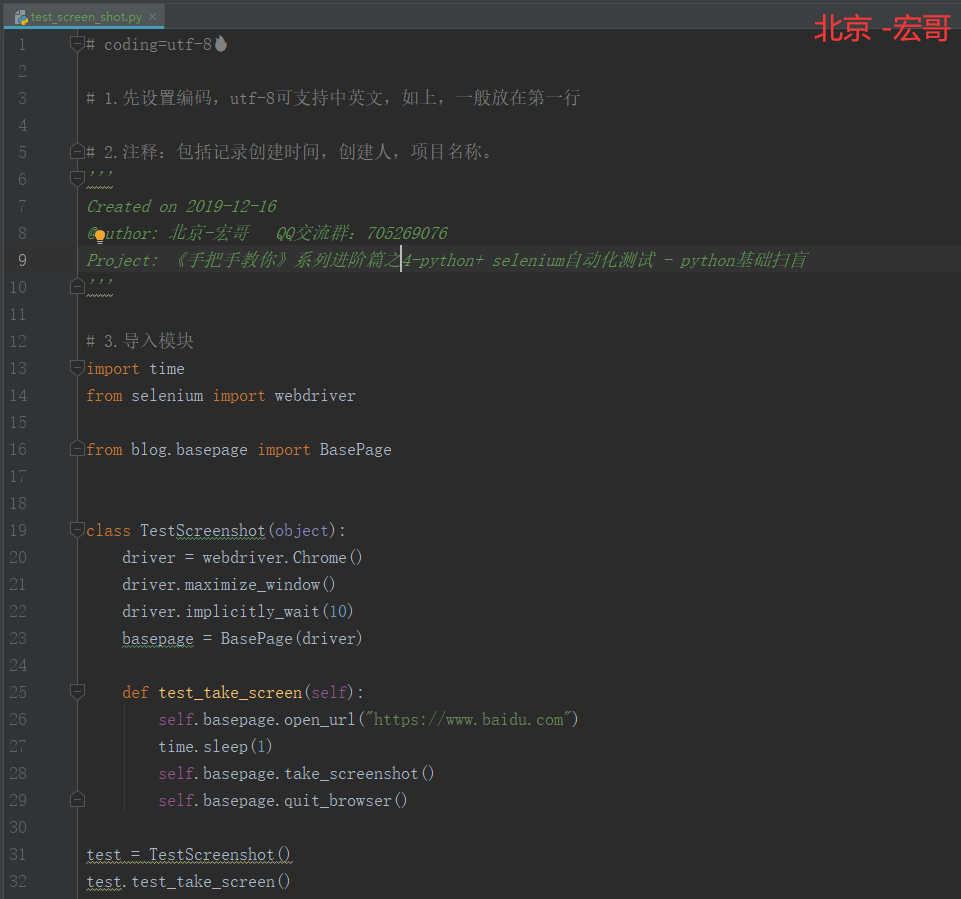 test_screen_shot.py
北京 -宏哥
1 # coding=utf-8
2
3 # 1.先设置编码，utf-8可支持中英文，如上，一般放在第一行
4
5 # 2.注释：包括记录创建时间，创建人，项目名称。
6 '''
7 Created on 2019-12-16
8 @author: 北京-宏哥   QQ交流群：705269076
9 Project: 《手把手教你》系列进阶篇之4-python+ selenium自动化测试 - python基础扫盲
10 '''
11
12 # 3.导入模块
13 import time
14 from selenium import webdriver
15
16 from blog.basepage import BasePage
17
18
19 class TestScreenshot(object):
20     driver = webdriver.Chrome()
21     driver.maximize_window()
22     driver.implicitly_wait(10)
23     basepage = BasePage(driver)
24
25     def test_take_screen(self):
26         self.basepage.open_url("https://www.baidu.com")
27         time.sleep(1)
28         self.basepage.take_screenshot()
29         self.basepage.quit_browser()
30
31 test = TestScreenshot()
32 test.test_take_screen()